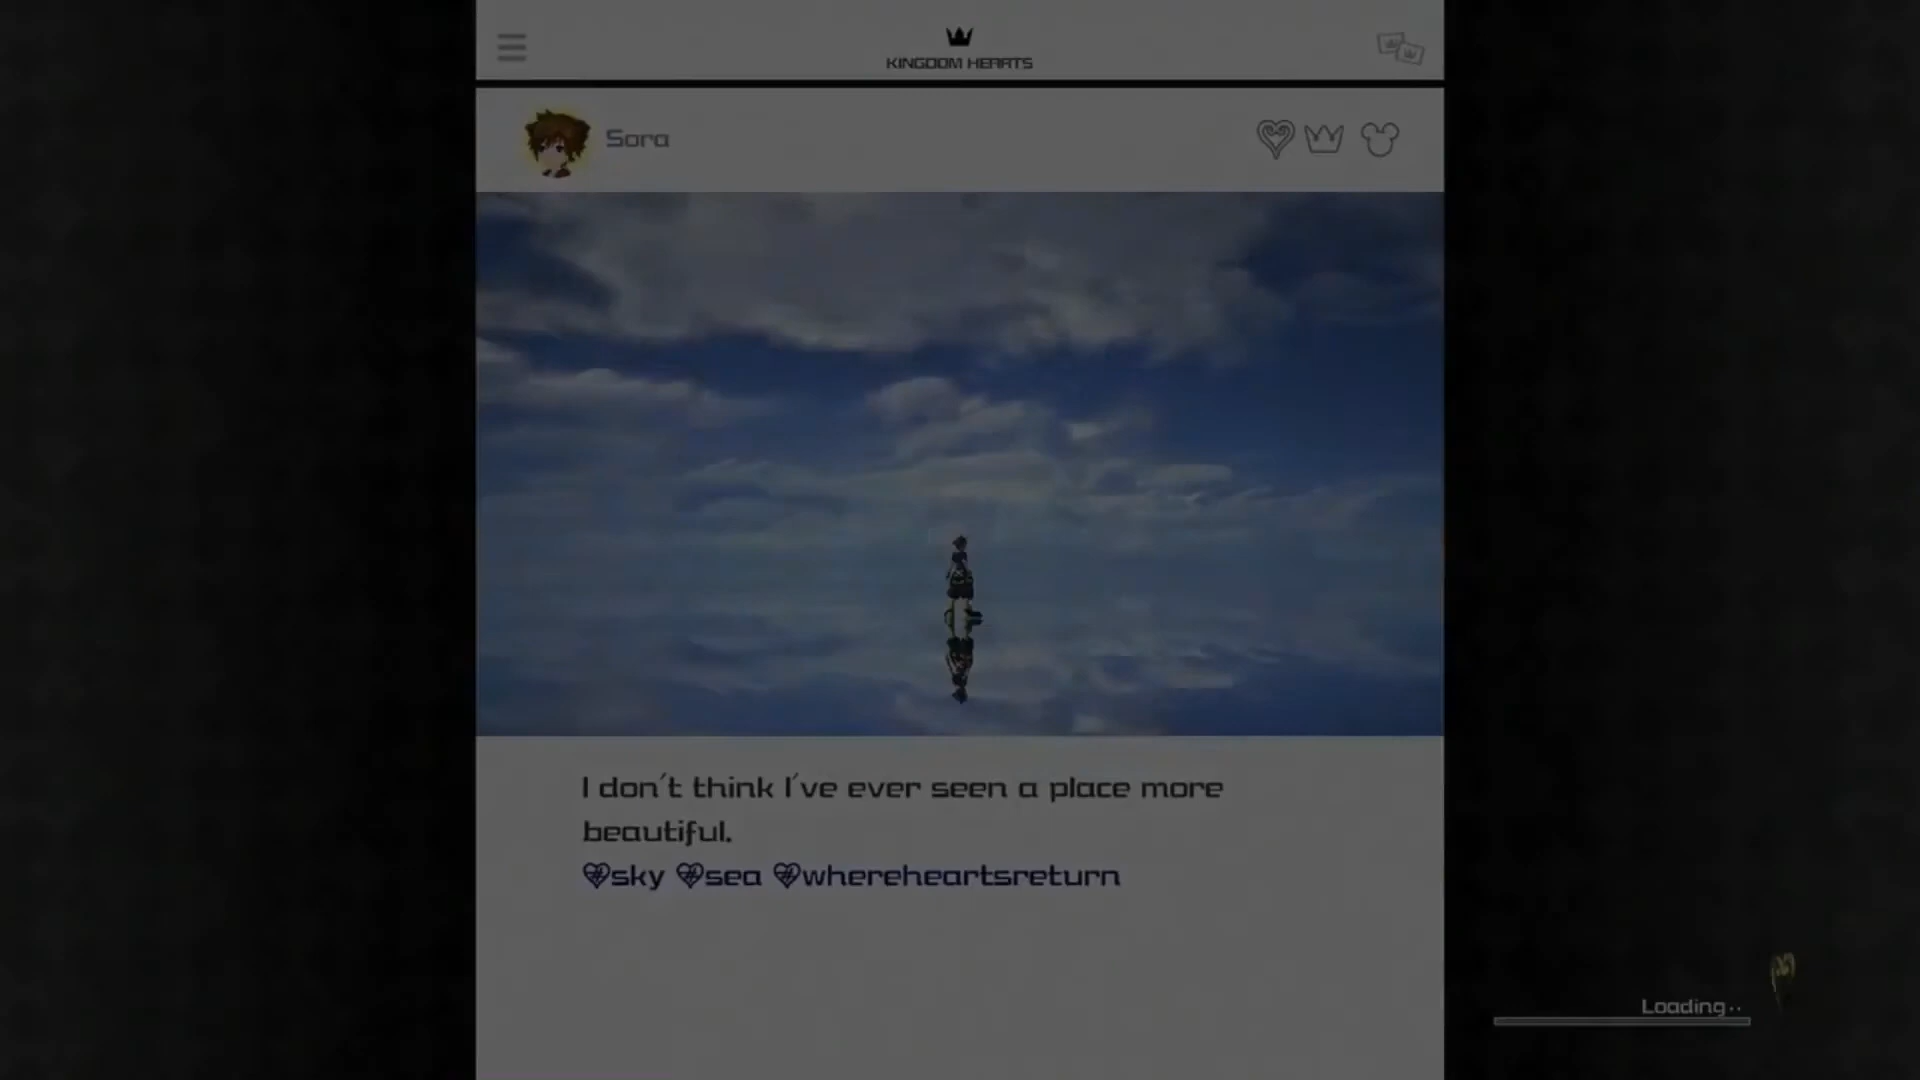 KINGDOM HEARTS
Sora
I don't think I've ever seen a place more
beautiful.
#sky #sea #whereheartsreturn
Loading..